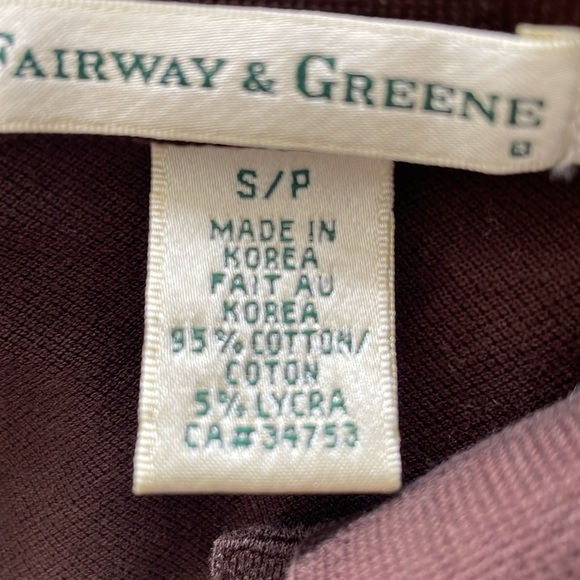 FAIRWAY & GREENE
S/P
MADE IN
KOREA
FAIT AU
KOREA
95% COTTON/
COTON
5% LYCRA
CA#34753